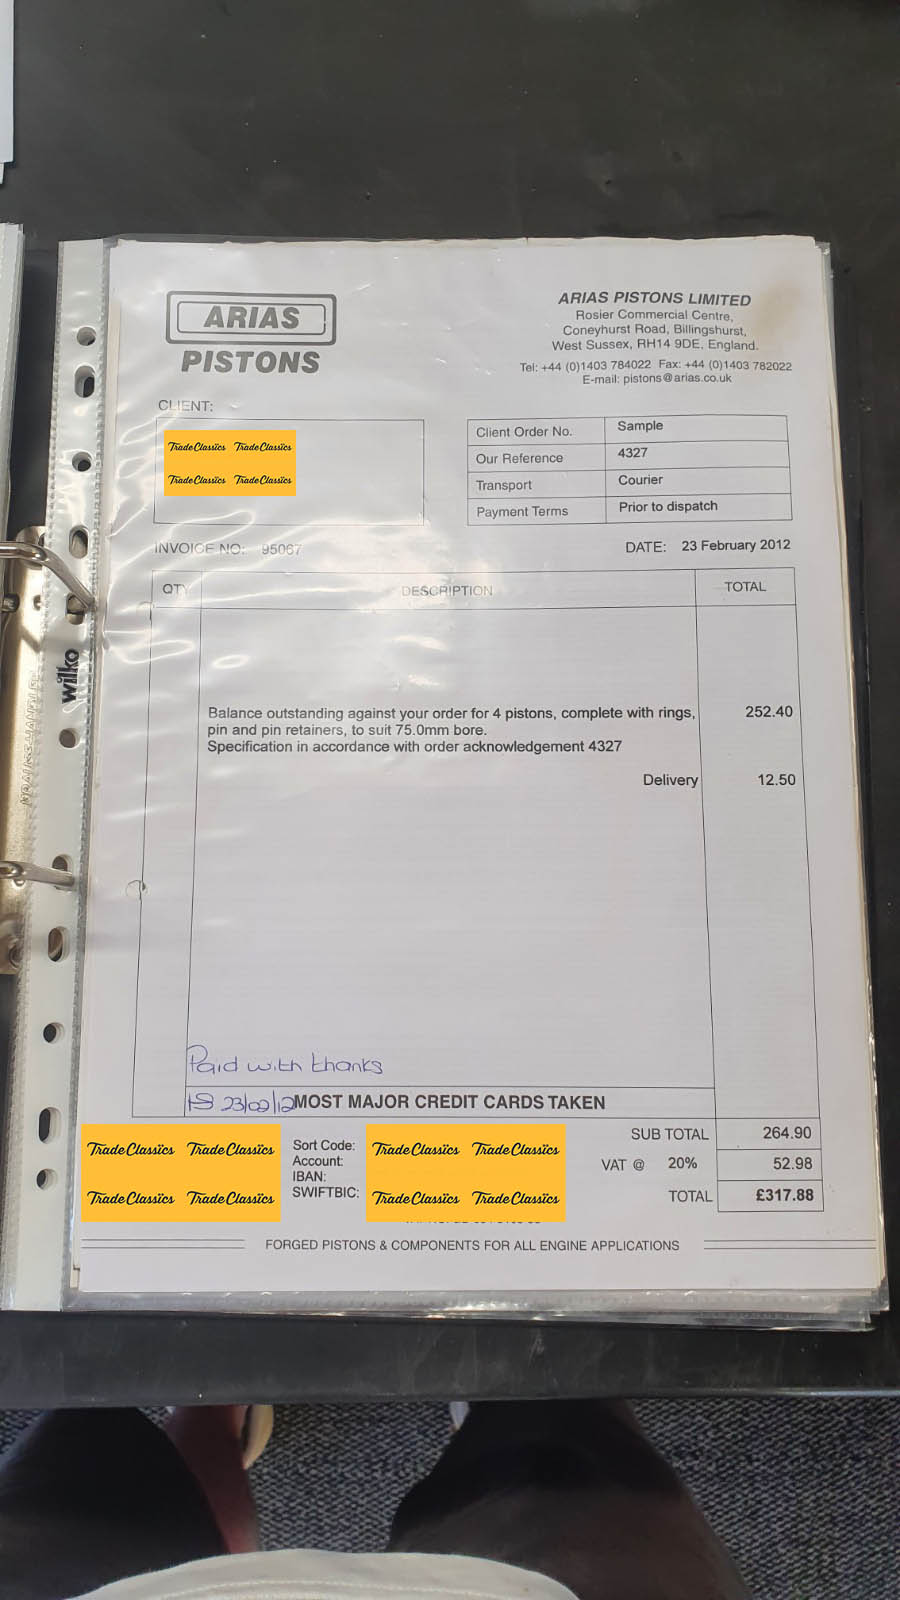 ARIAS
PISTONS
ARIAS PISTONS LIMITED
Rosier Commercial Centre,
Coneyhurst Road, Billingshurst,
West Sussex, RH14 9DE, England.
Tel: +44 (0)1403 784022 Fax: +44 (0)1403 782022
E-mail: pistons@arias.co.uk
CLIENT:
Trade Classics Trade Classics
Trade Classics Trade Classics
Client Order No. Sample
Our Reference 4327
Transport Courier
Payment Terms Prior to dispatch
INVOICE NO: 95067
DATE: 23 February 2012
QTY DESCRIPTION TOTAL
Balance outstanding against your order for 4 pistons, complete with rings, 252.40
pin and pin retainers, to suit 75.0mm bore.
Specification in accordance with order acknowledgement 4327
Delivery 12.50
wilko
Paid with thanks
23/02/12 MOST MAJOR CREDIT CARDS TAKEN
Trade Classics Trade Classics
Trade Classics Trade Classics
Sort Code:
Account:
IBAN:
SWIFTBIC:
Trade Classics Trade Classics
Trade Classics Trade Classics
SUB TOTAL 264.90
VAT @ 20% 52.98
TOTAL £317.88
FORGED PISTONS & COMPONENTS FOR ALL ENGINE APPLICATIONS